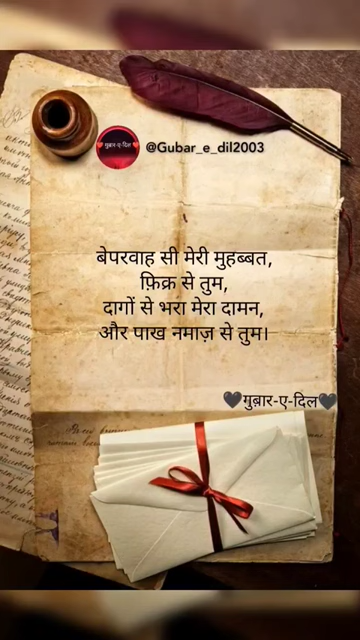 गुबार-ए-दिल
@Gubar_e_dil2003
बेपरवाह सी मेरी मुहब्बत,
फ़िक्र से तुम,
दागों से भरा मेरा दामन,
और पाख नमाज़ से तुम।
🖤गुबार-ए-दिल🖤